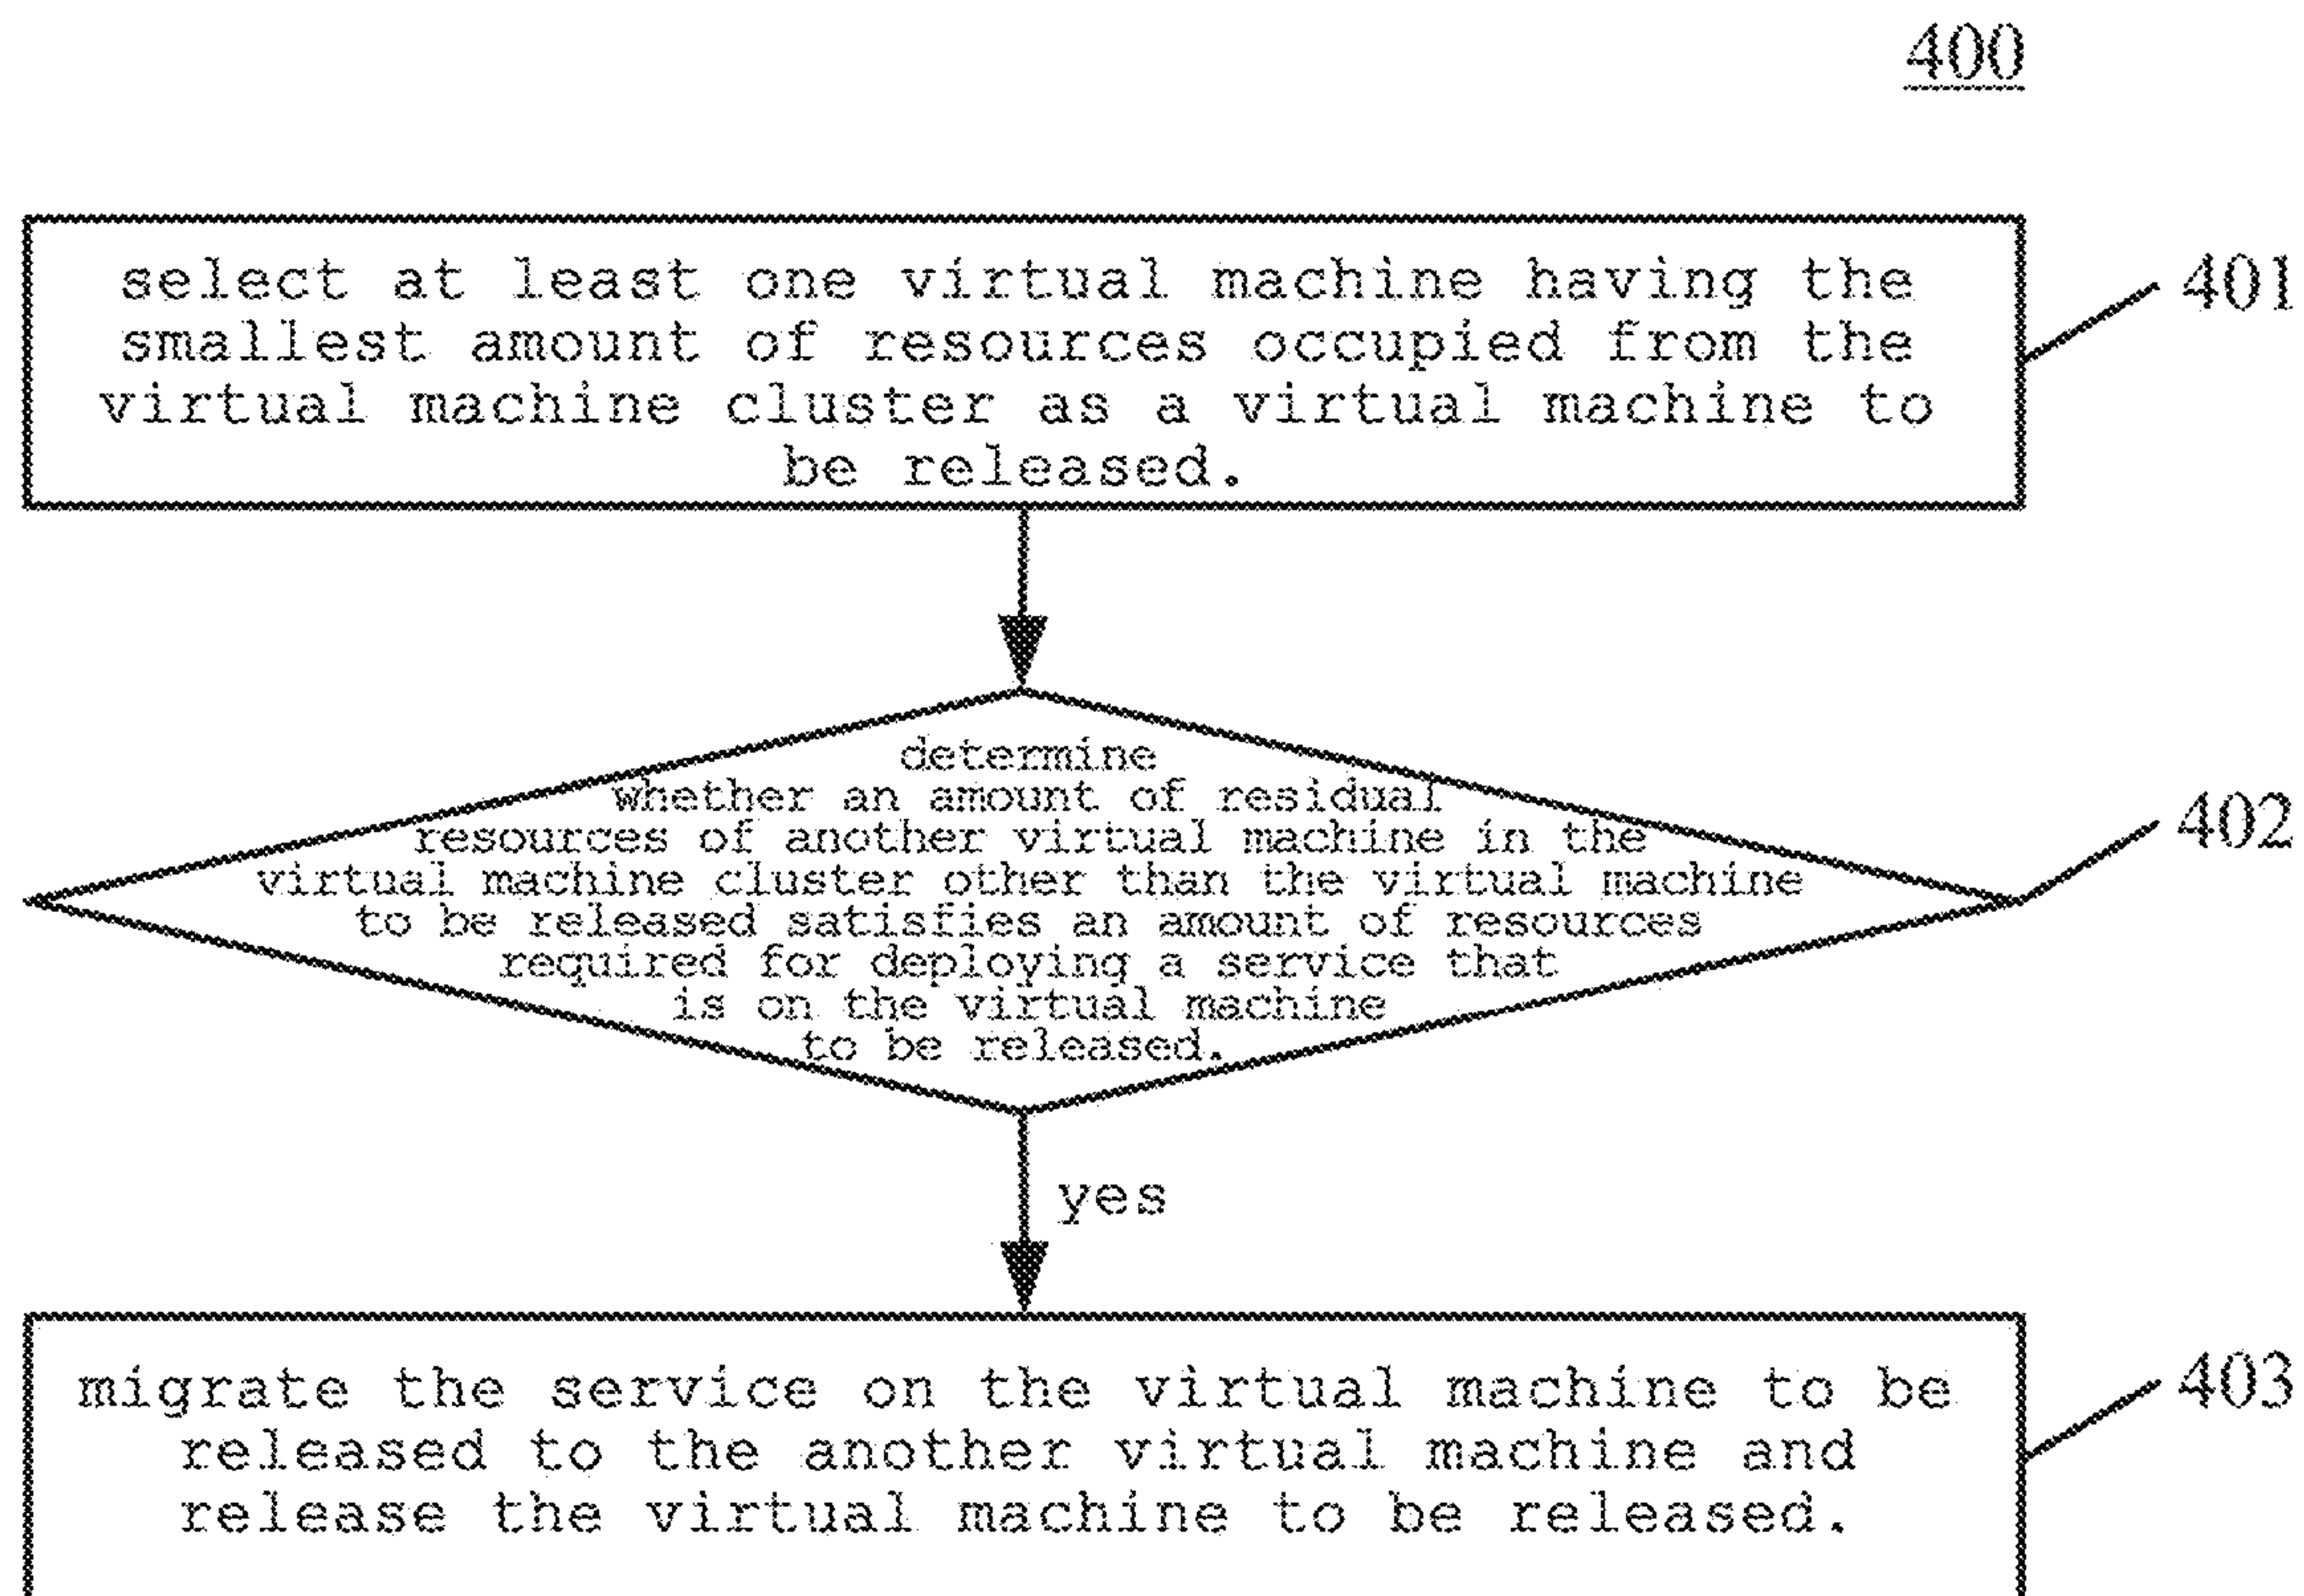 400
select at least one virtual machine having the
smallest amount of resources occupied from the
virtual machine cluster as a virtual machine to
be released.
401
determine
whether an amount of residual
resources of another virtual machine in the
virtual machine cluster other than the virtual machine
to be released satisfies an amount of resources
required for deploying a service that
is on the virtual machine
to be released.
402
yes
migrate the service on the virtual machine to be
released to the another virtual machine and
release the virtual machine to be released.
403